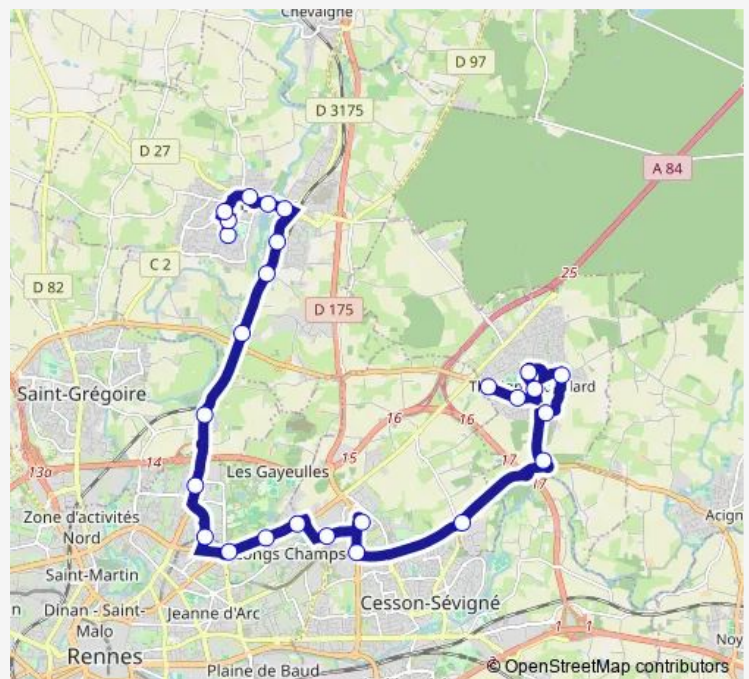 Chevaigné
D 97
D 3175
D 27
A 84
C 2
25
D 82
D 175
Saint-Grégoire
16
16
13a
14
15
17
17
Les Gayeulles
Zone d'activités
Nord
Acign
Longs Champs
Saint-Martin
Jeanne d'Arc
Cesson-Sévigné
Dinan - Saint-
Malo
1
1
Noy
Rennes
Plaine de Baud
© OpenStreetMap contributors